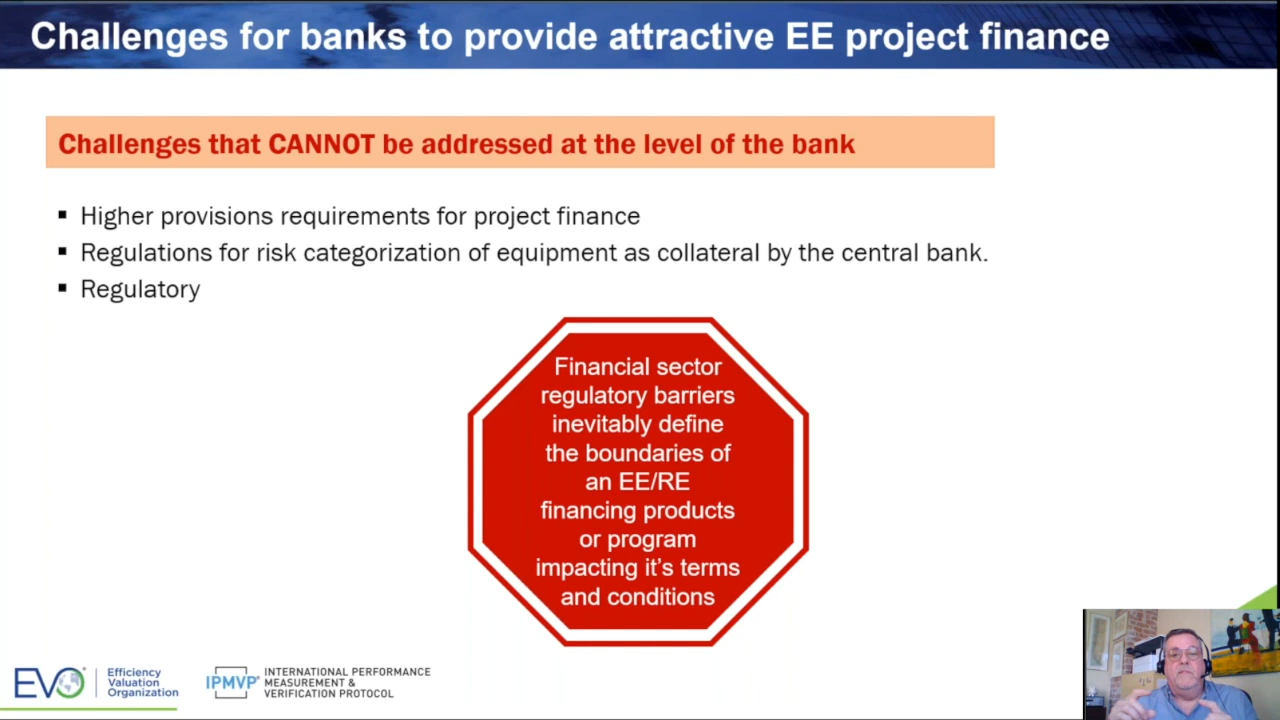 Challenges for banks to provide attractive EE project finance
Challenges that CANNOT be addressed at the level of the bank
▪ Higher provisions requirements for project finance
▪ Regulations for risk categorization of equipment as collateral by the central bank.
▪ Regulatory
Financial sector
regulatory barriers
inevitably define
the boundaries of
an EE/RE
financing products
or program
impacting it's terms
and conditions
EVO®
Efficiency
Valuation
Organization
IPMVP®
INTERNATIONAL PERFORMANCE
MEASUREMENT &
VERIFICATION PROTOCOL